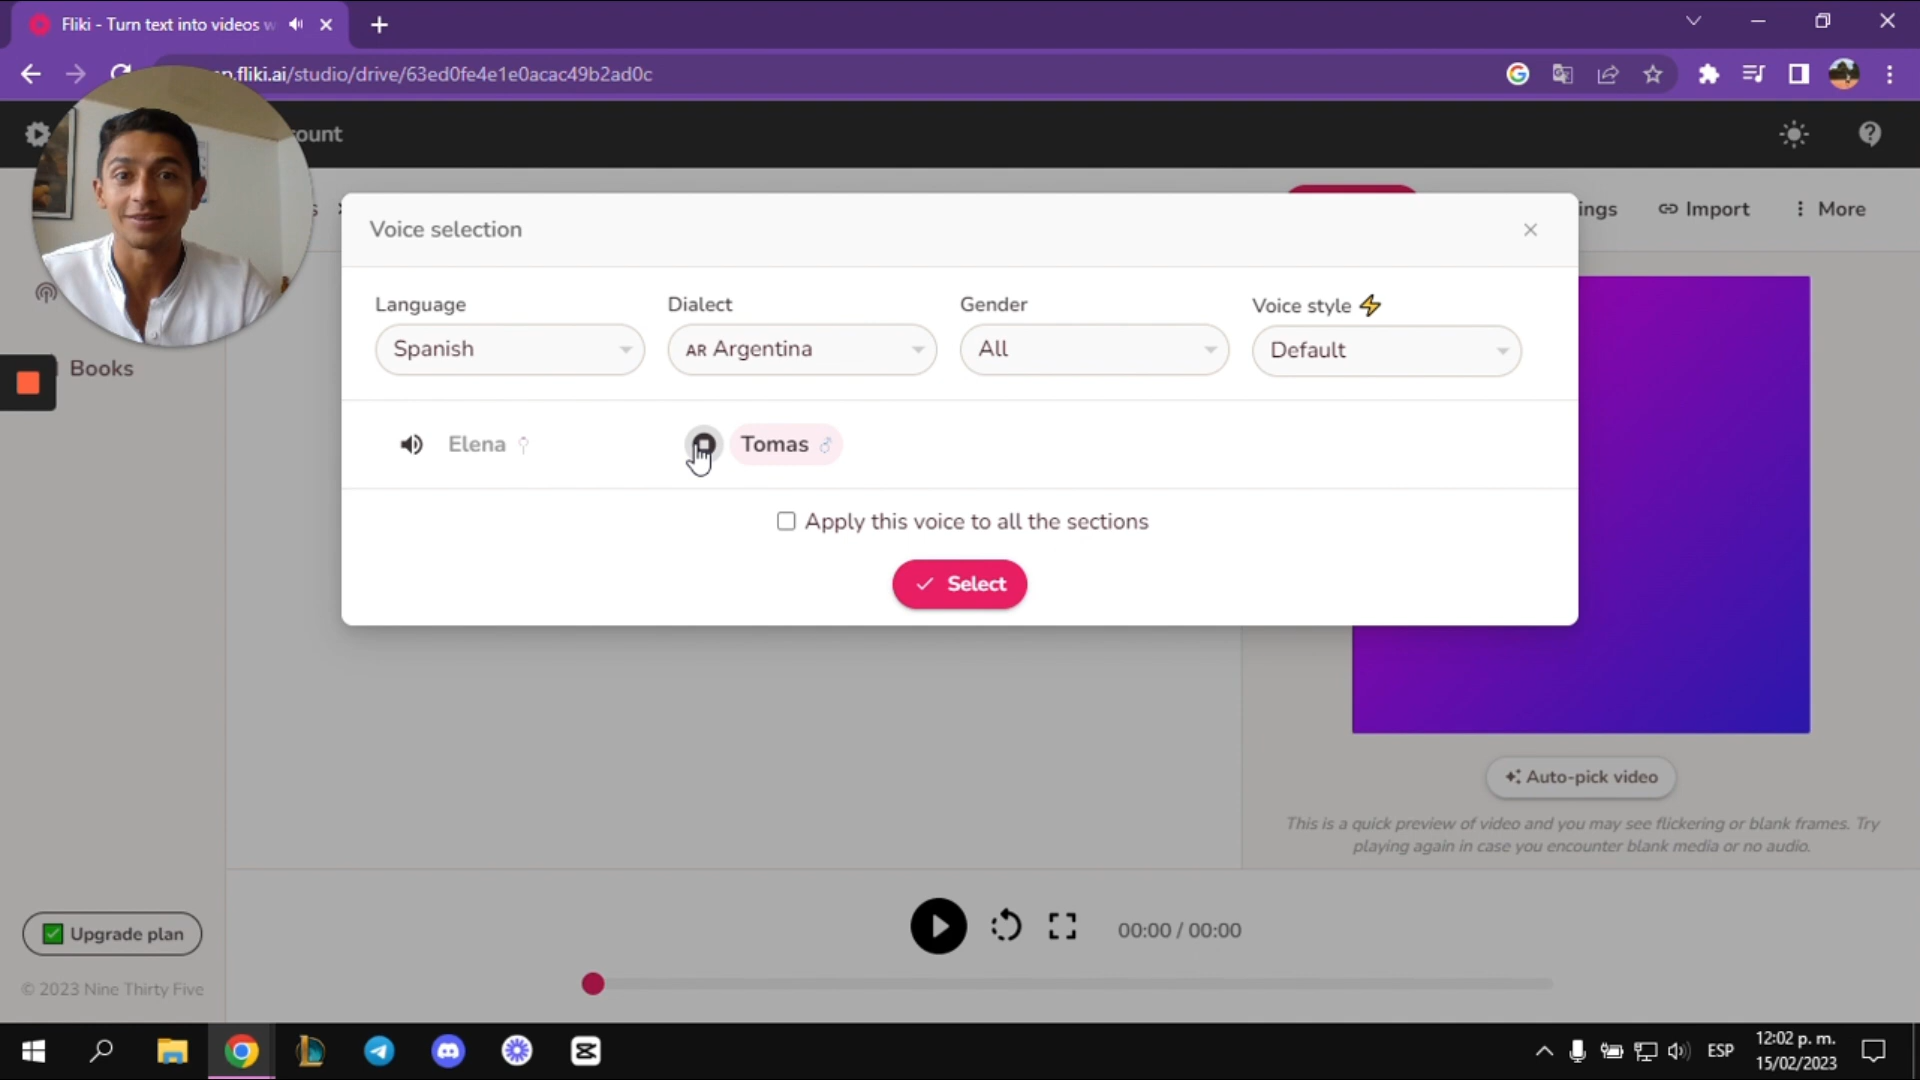 Fliki - Turn text into videos w
p.fliki.ai/studio/drive/63ed0fe4e1e0acac49b2ad0c
ount
ings
Import
More
Voice selection
Language
Dialect
Gender
Voice style
Spanish
AR Argentina
All
Default
Books
Elena
Tomas
Apply this voice to all the sections
Select
Auto-pick video
This is a quick preview of video and you may see flickering or blank frames. Try
playing again in case you encounter blank media or no audio.
Upgrade plan
00:00 / 00:00
© 2023 Nine Thirty Five
ESP
12:02 p. m.
15/02/2023